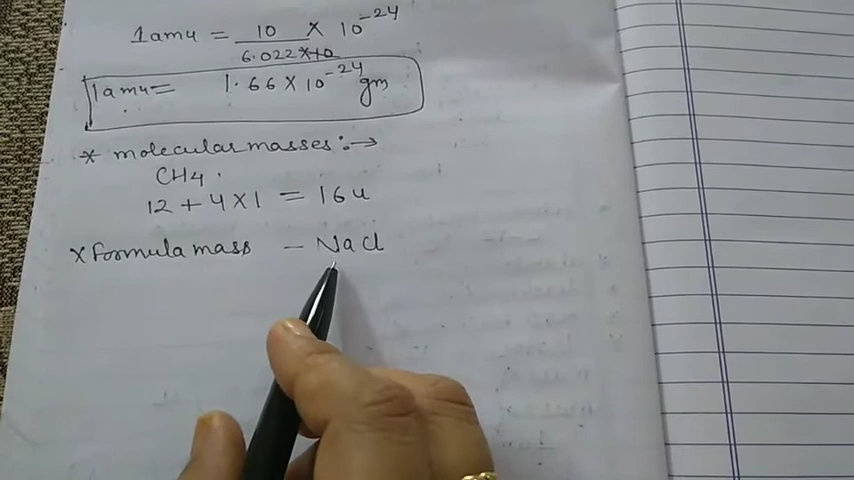 1amu = 10/6.022×10 × 10⁻²⁴
1amu = 1.66 × 10⁻²⁴ gm
* molecular masses :→
CH4.
12 + 4 × 1 = 16u
* Formula mass - NaCl